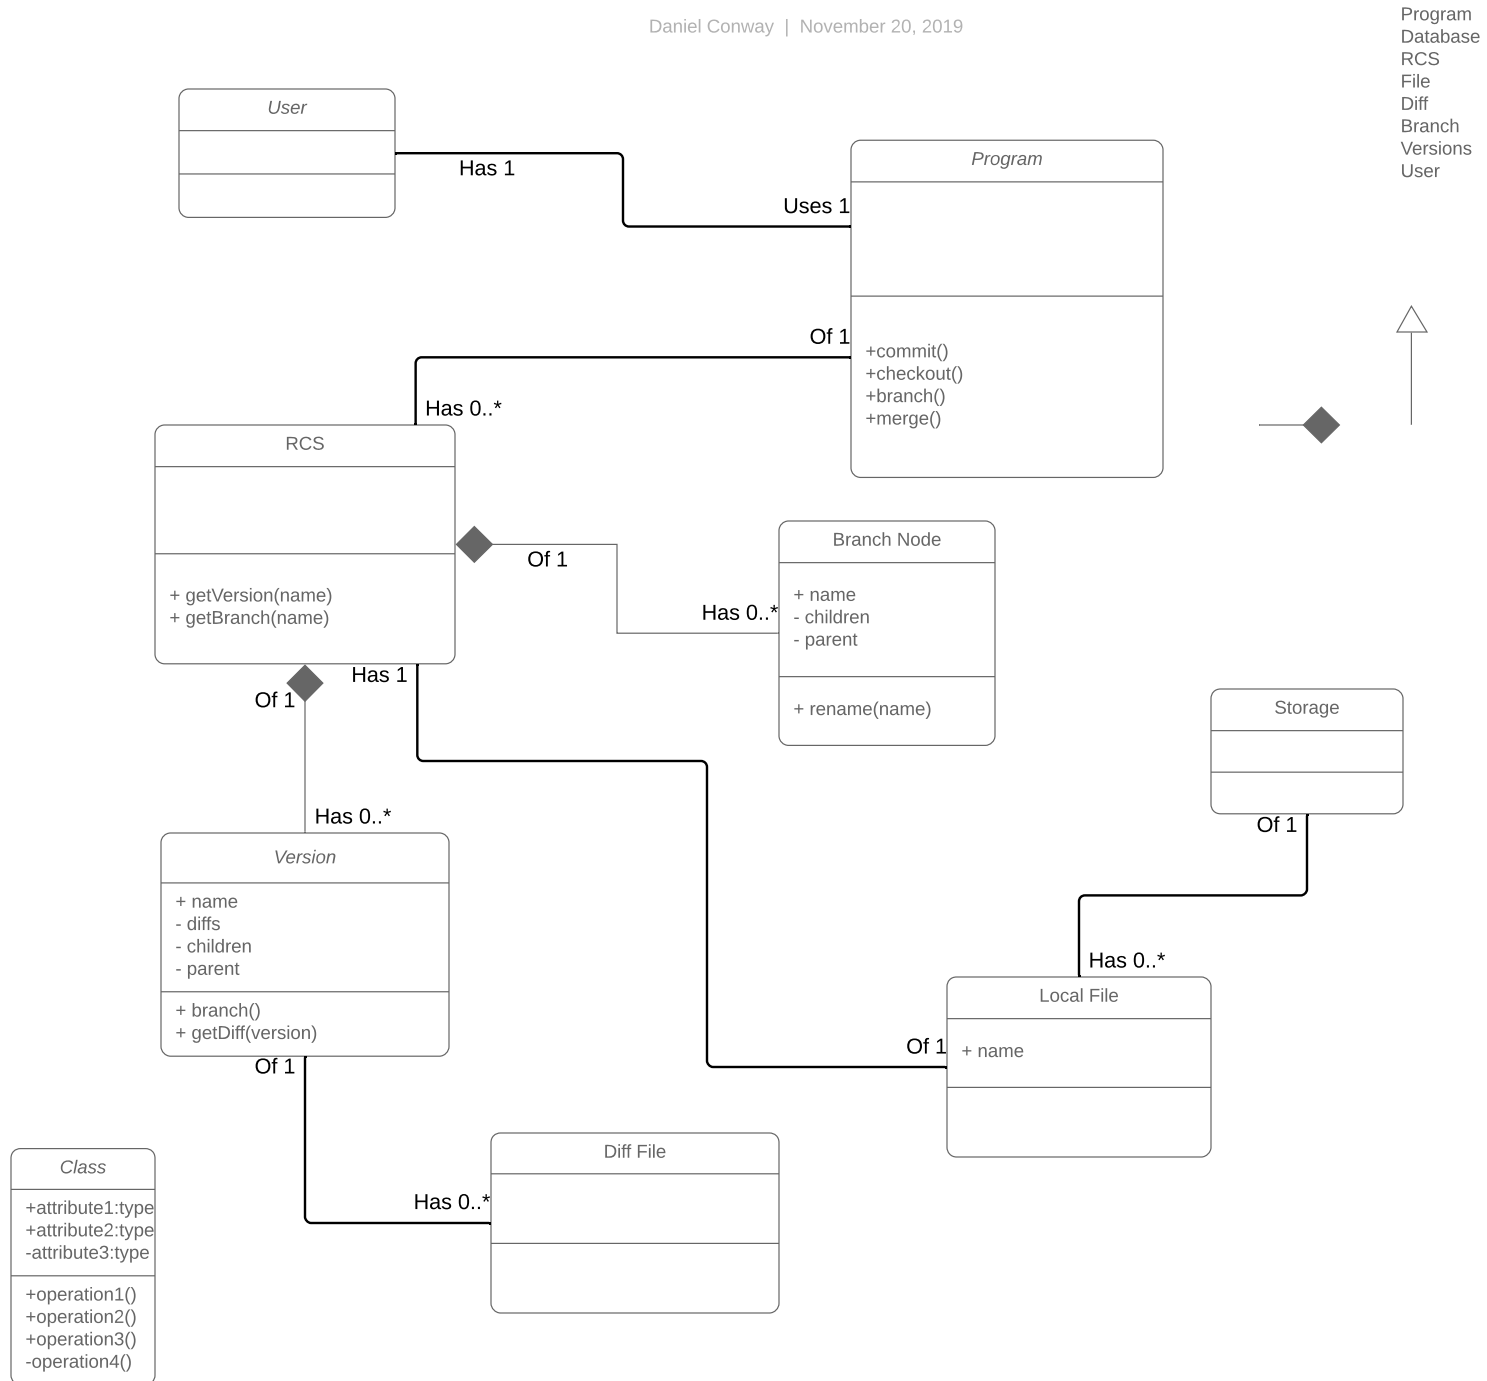 Daniel Conway | November 20, 2019
Program
Database
RCS
File
Diff
Branch
Versions
User
User
Has 1
Uses 1
Program
+commit()
+checkout()
+branch()
+merge()
Of 1
Has 0..*
RCS
+ getVersion(name)
+ getBranch(name)
Of 1
Has 0..*
Branch Node
+ name
- children
- parent
+ rename(name)
Has 1
Of 1
Has 0..*
Storage
Of 1
Has 0..*
Version
+ name
- diffs
- children
- parent
+ branch()
+ getDiff(version)
Of 1
Local File
+ name
Of 1
Has 0..*
Diff File
Class
+attribute1:type
+attribute2:type
-attribute3:type
+operation1()
+operation2()
+operation3()
-operation4()